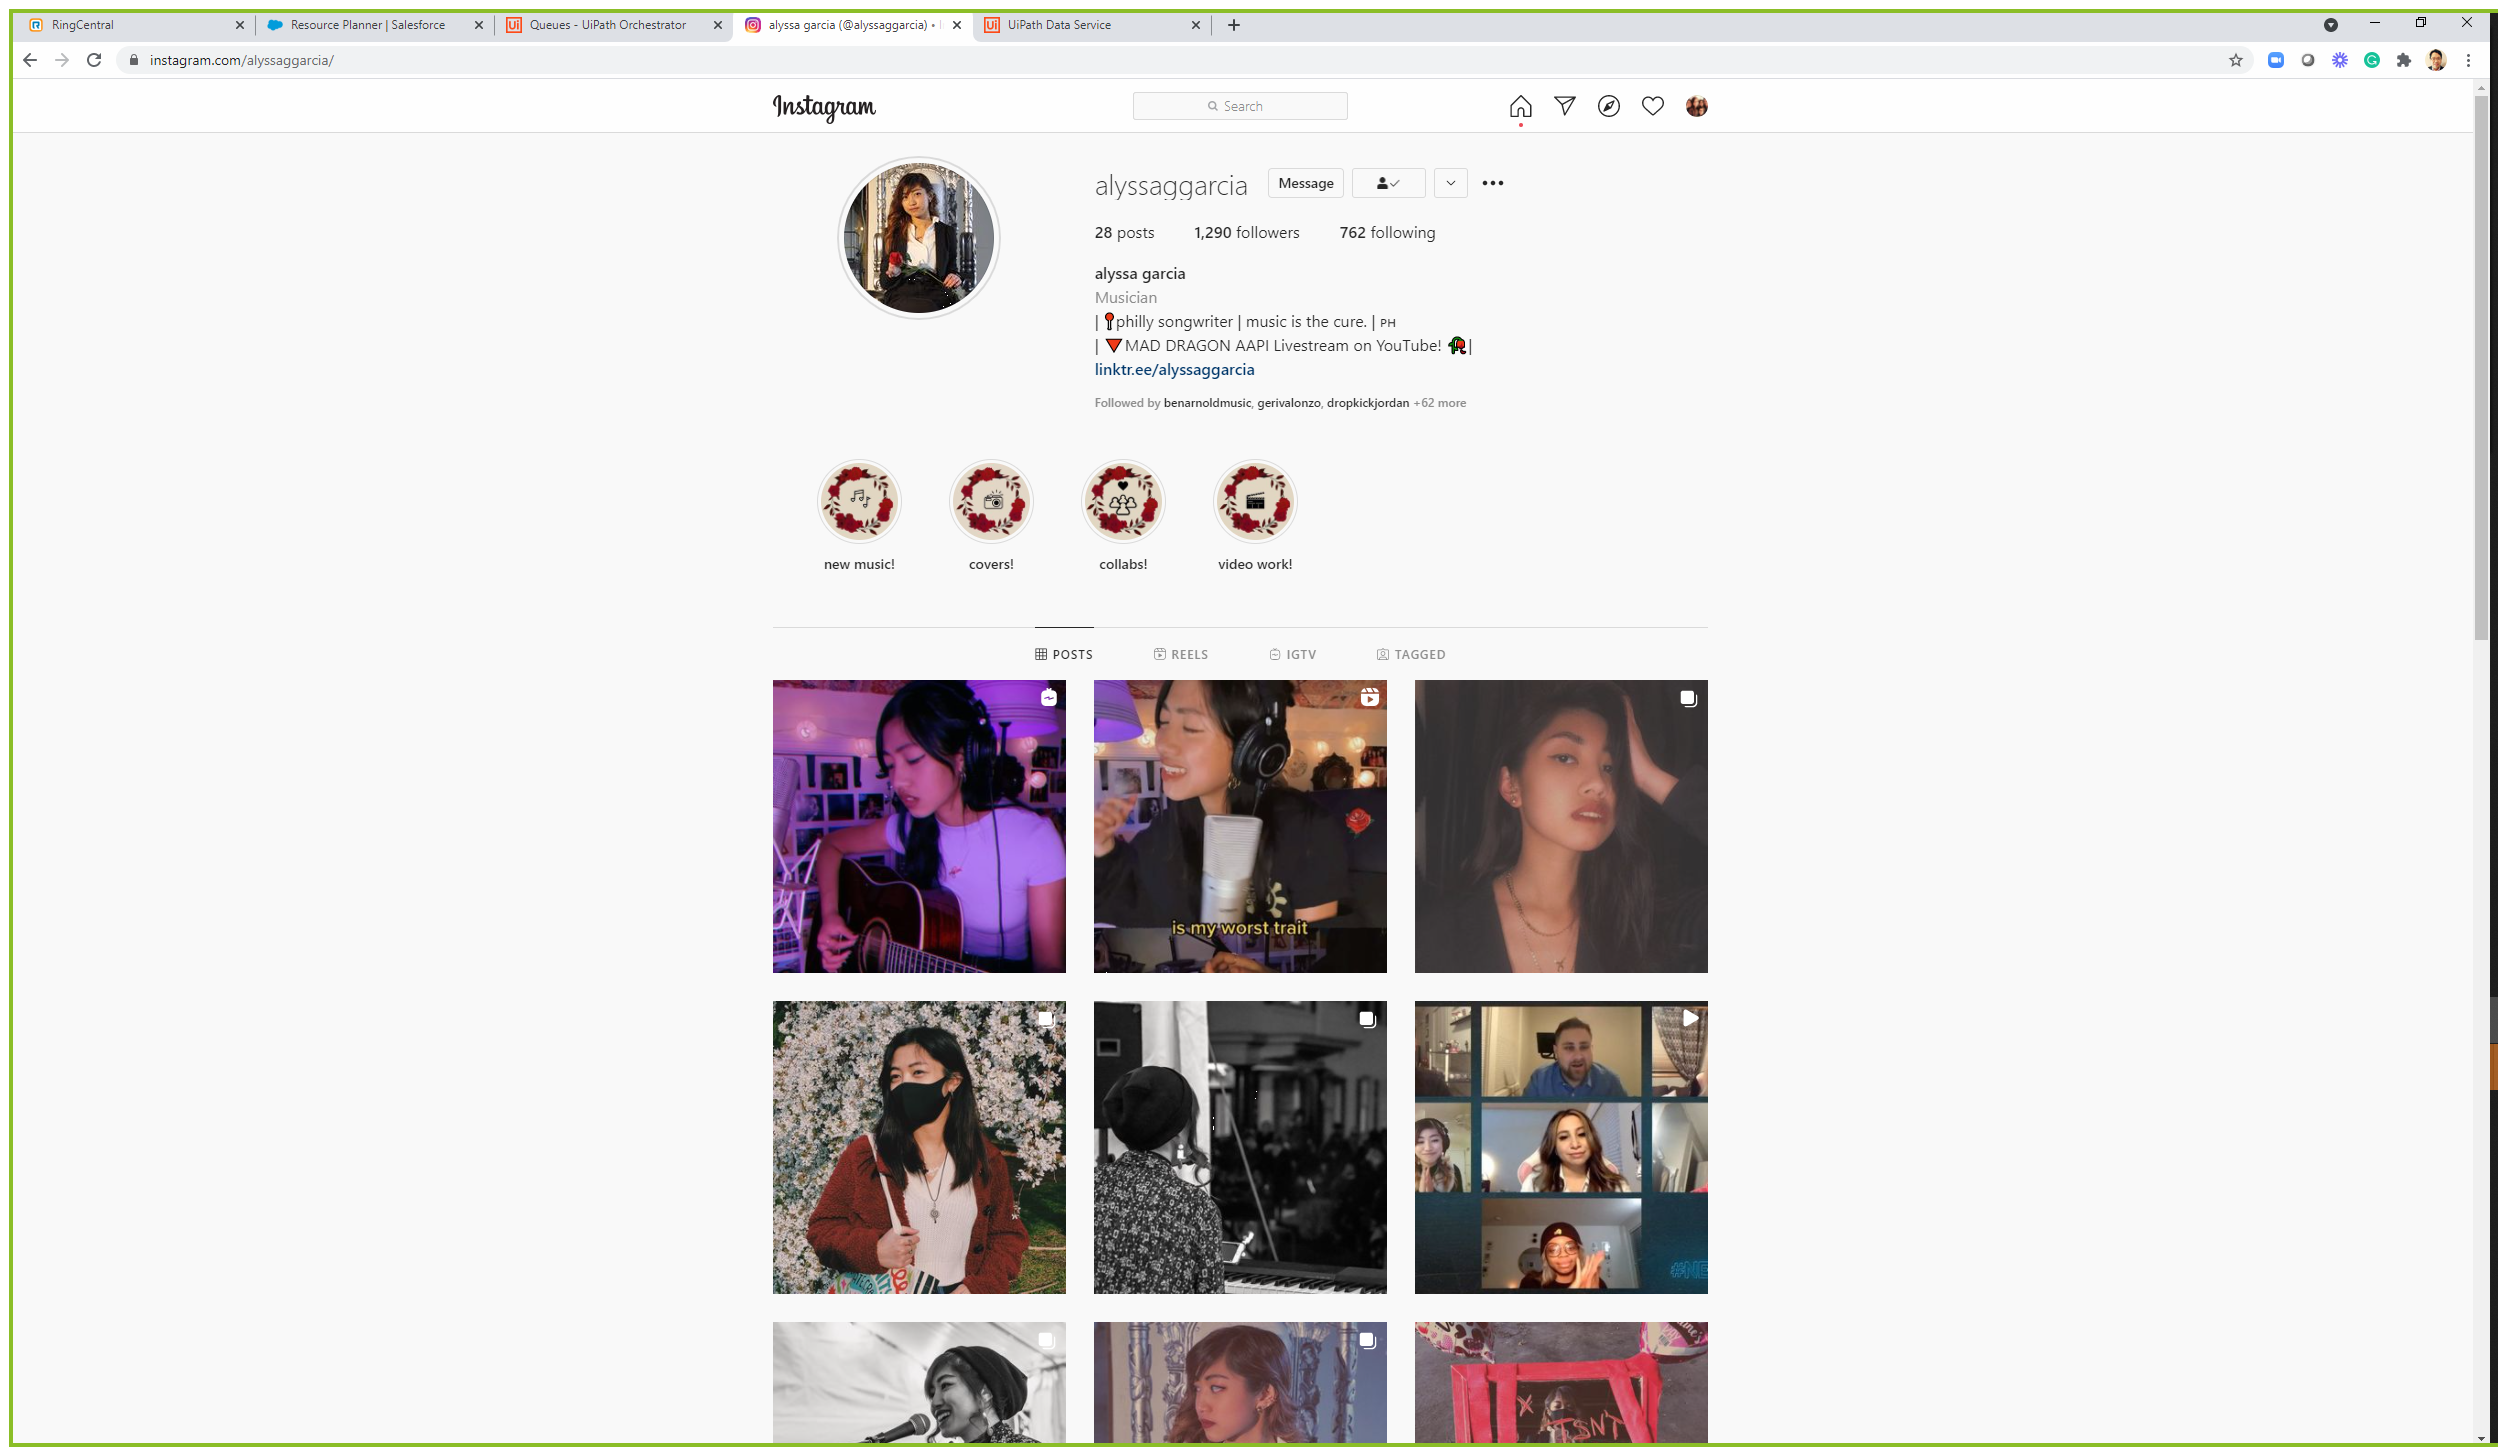 RingCentral
Resource Planner | Salesforce
Queues - UiPath Orchestrator
alyssa garcia (@alyssaggarcia) •
UiPath Data Service
instagram.com/alyssaggarcia/
Instagram
Search
alyssaggarcia
Message
28 posts 1,290 followers 762 following
alyssa garcia
Musician
| 📍philly songwriter | music is the cure. | PH
| 🔻MAD DRAGON AAPI Livestream on YouTube! 🥀|
linktr.ee/alyssaggarcia
Followed by benarnoldmusic, gerivalonzo, dropkickjordan +62 more
new music! covers! collabs! video work!
POSTS REELS IGTV TAGGED
is my worst trait
#NE
X ISNT